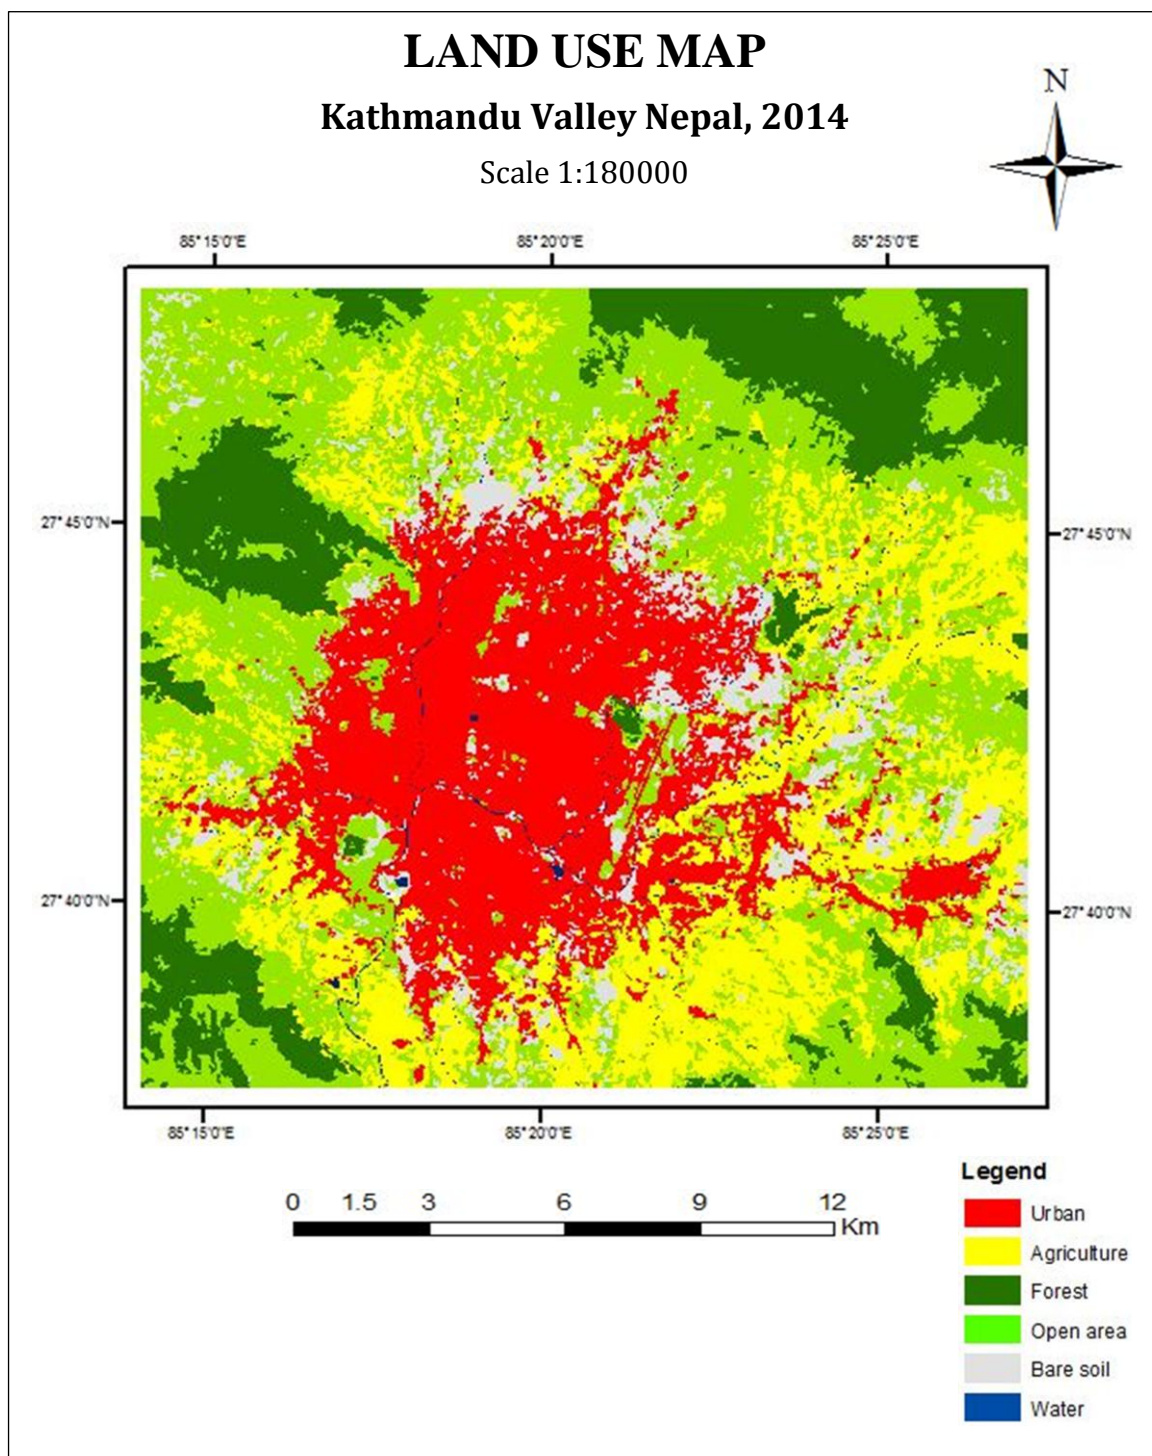 LAND USE MAP
Kathmandu Valley Nepal, 2014
Scale 1:180000
N
85°15'0"E 85°20'0"E 85°25'0"E
27°45'0"N 27°45'0"N
27°40'0"N 27°40'0"N
85°15'0"E 85°20'0"E 85°25'0"E
0 1.5 3 6 9 12
Km
Legend
Urban
Agriculture
Forest
Open area
Bare soil
Water